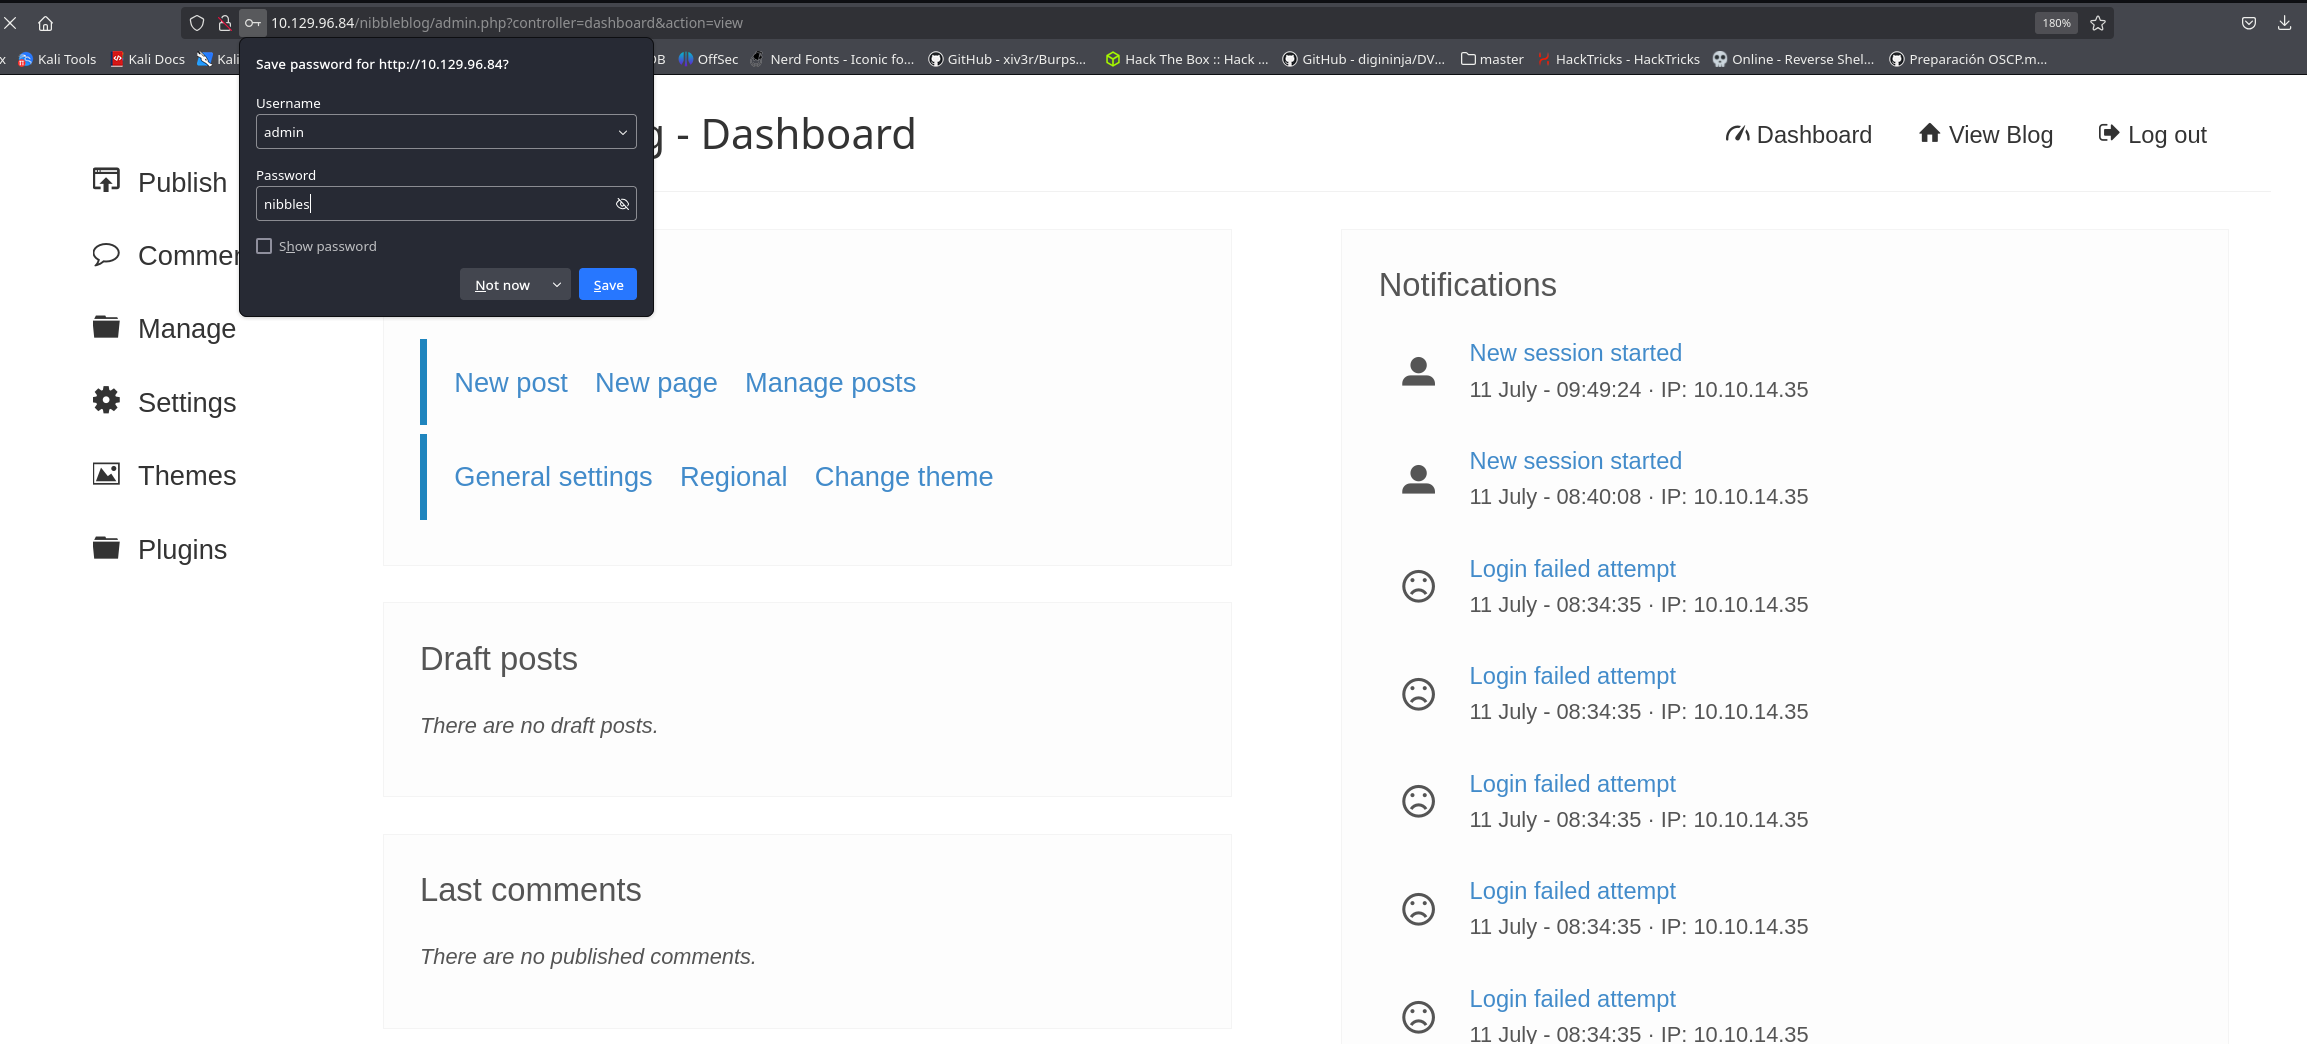 10.129.96.84/nibbleblog/admin.php?controller=dashboard&action=view
180%
x Kali Tools Kali Docs Kali DB OffSec Nerd Fonts - Iconic fo... GitHub - xiv3r/Burps... Hack The Box :: Hack ... GitHub - digininja/DV... master HackTricks - HackTricks Online - Reverse Shel... Preparación OSCP.m...
Save password for http://10.129.96.84?
Username
admin
Password
nibbles
Show password
Not now Save
g - Dashboard
Dashboard View Blog Log out
Publish
Commen
Manage
Settings
Themes
Plugins
New post New page Manage posts
General settings Regional Change theme
Draft posts
There are no draft posts.
Last comments
There are no published comments.
Notifications
New session started
11 July - 09:49:24 · IP: 10.10.14.35
New session started
11 July - 08:40:08 · IP: 10.10.14.35
Login failed attempt
11 July - 08:34:35 · IP: 10.10.14.35
Login failed attempt
11 July - 08:34:35 · IP: 10.10.14.35
Login failed attempt
11 July - 08:34:35 · IP: 10.10.14.35
Login failed attempt
11 July - 08:34:35 · IP: 10.10.14.35
Login failed attempt
11 July - 08:34:35 · IP: 10.10.14.35